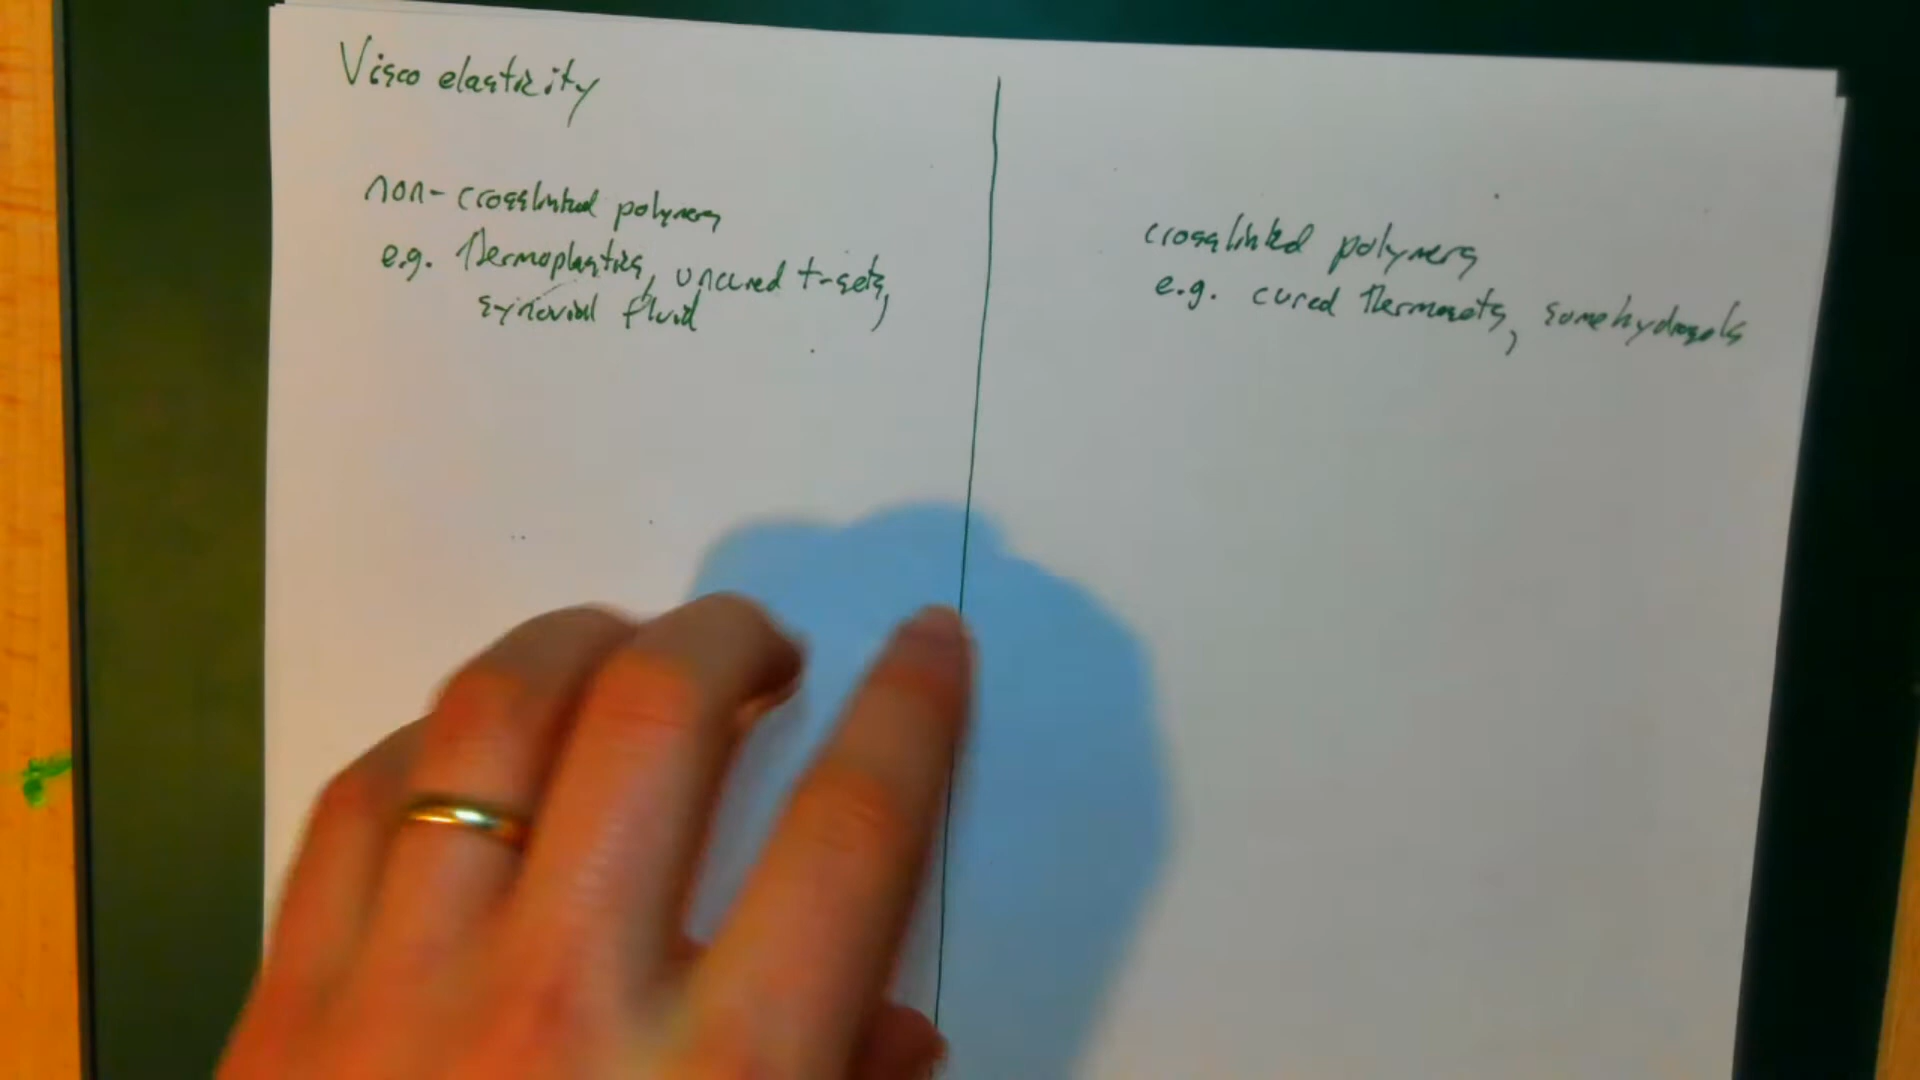 Visco elasticity
non-crosslinked polymers
e.g. thermoplastics, uncured t-sets,
synovial fluid
crosslinked polymers
e.g. cured thermosets, some hydrogels